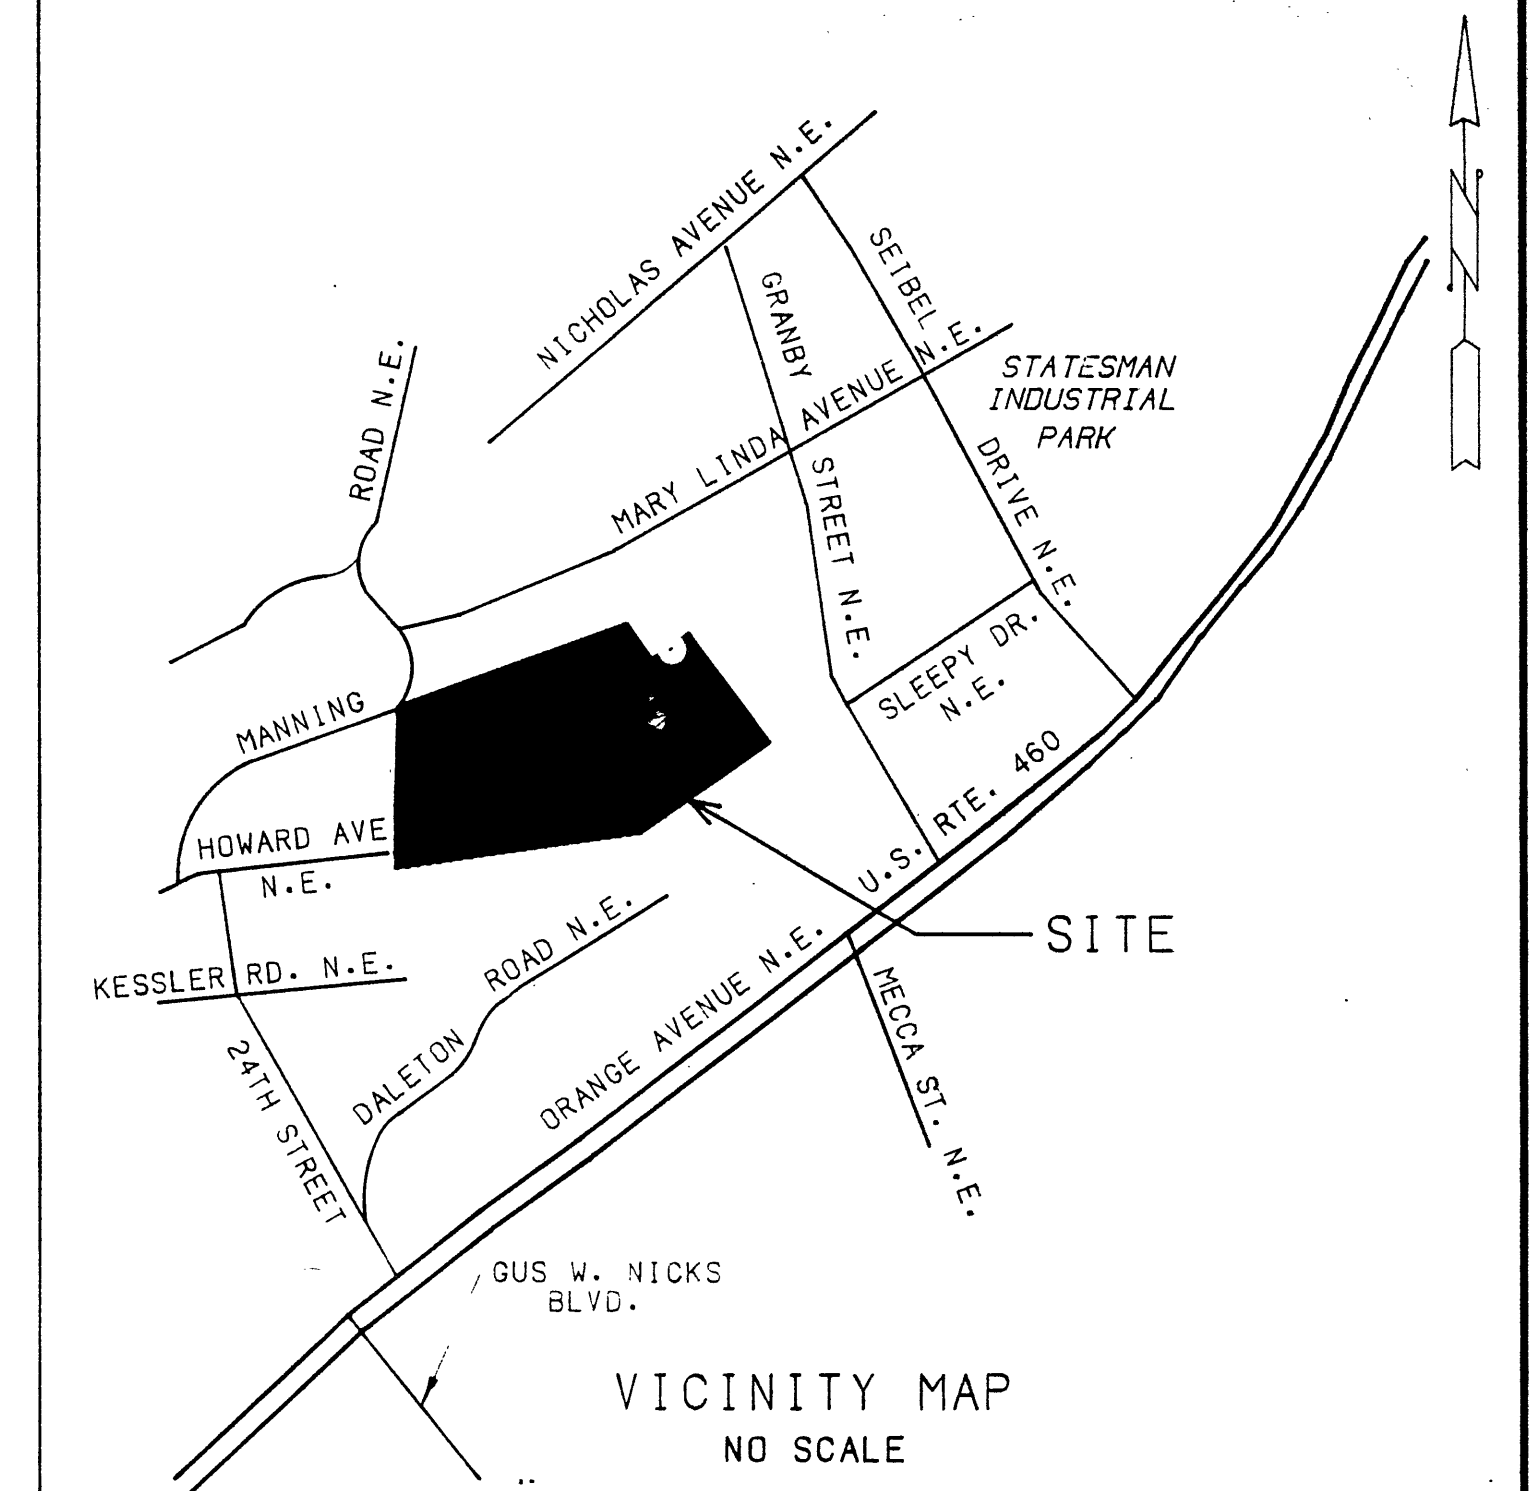 NICHOLAS AVENUE N.E.
SEIBEL
DRIVE N.E.
GRANBY
STREET N.E.
N
STATESMAN
INDUSTRIAL
PARK
MARY LINDA AVENUE N.E.
MANNING
ROAD N.E.
SLEEPY DR.
N.E.
HOWARD AVE
N.E.
U.S. RTE. 460
SITE
KESSLER RD. N.E.
DALETON ROAD N.E.
ORANGE AVENUE N.E.
MECCA ST. N.E.
24TH STREET
GUS W. NICKS
BLVD.
VICINITY MAP
NO SCALE